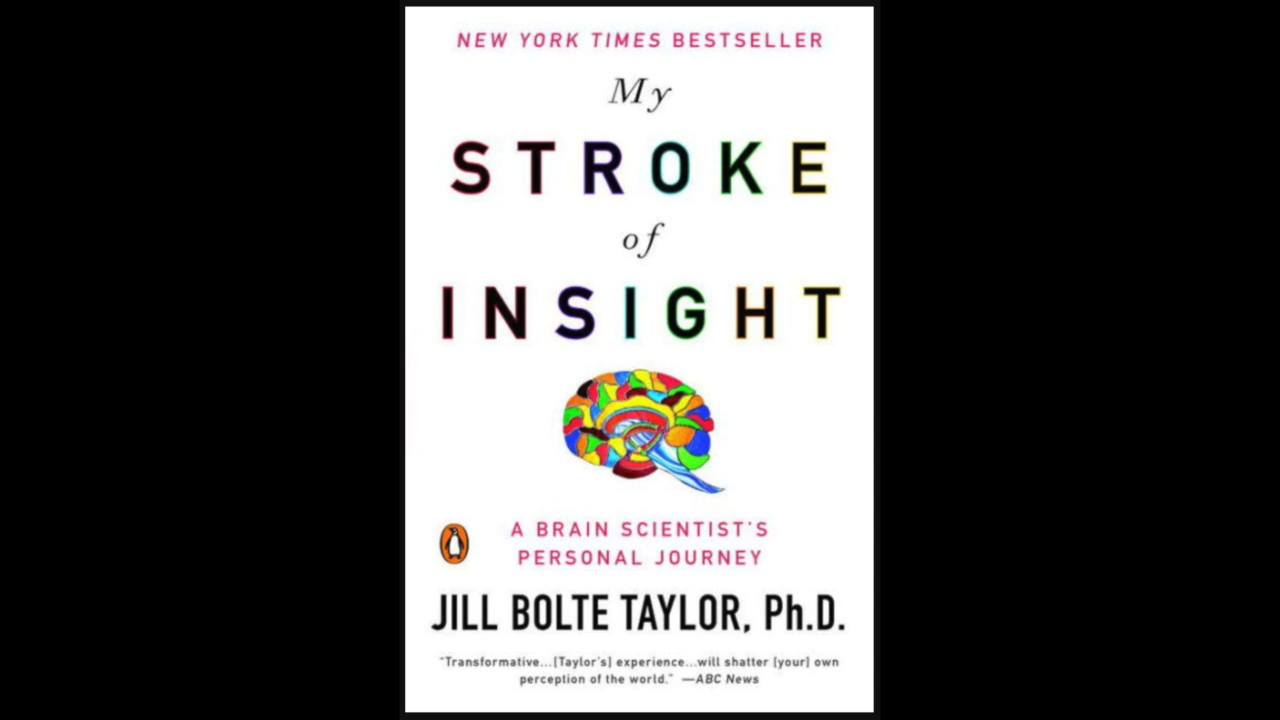 NEW YORK TIMES BESTSELLER
My
STROKE
of
INSIGHT
A BRAIN SCIENTIST'S
PERSONAL JOURNEY
JILL BOLTE TAYLOR, Ph.D.
"Transformative...[Taylor's] experience...will shatter [your] own
perception of the world." —ABC News